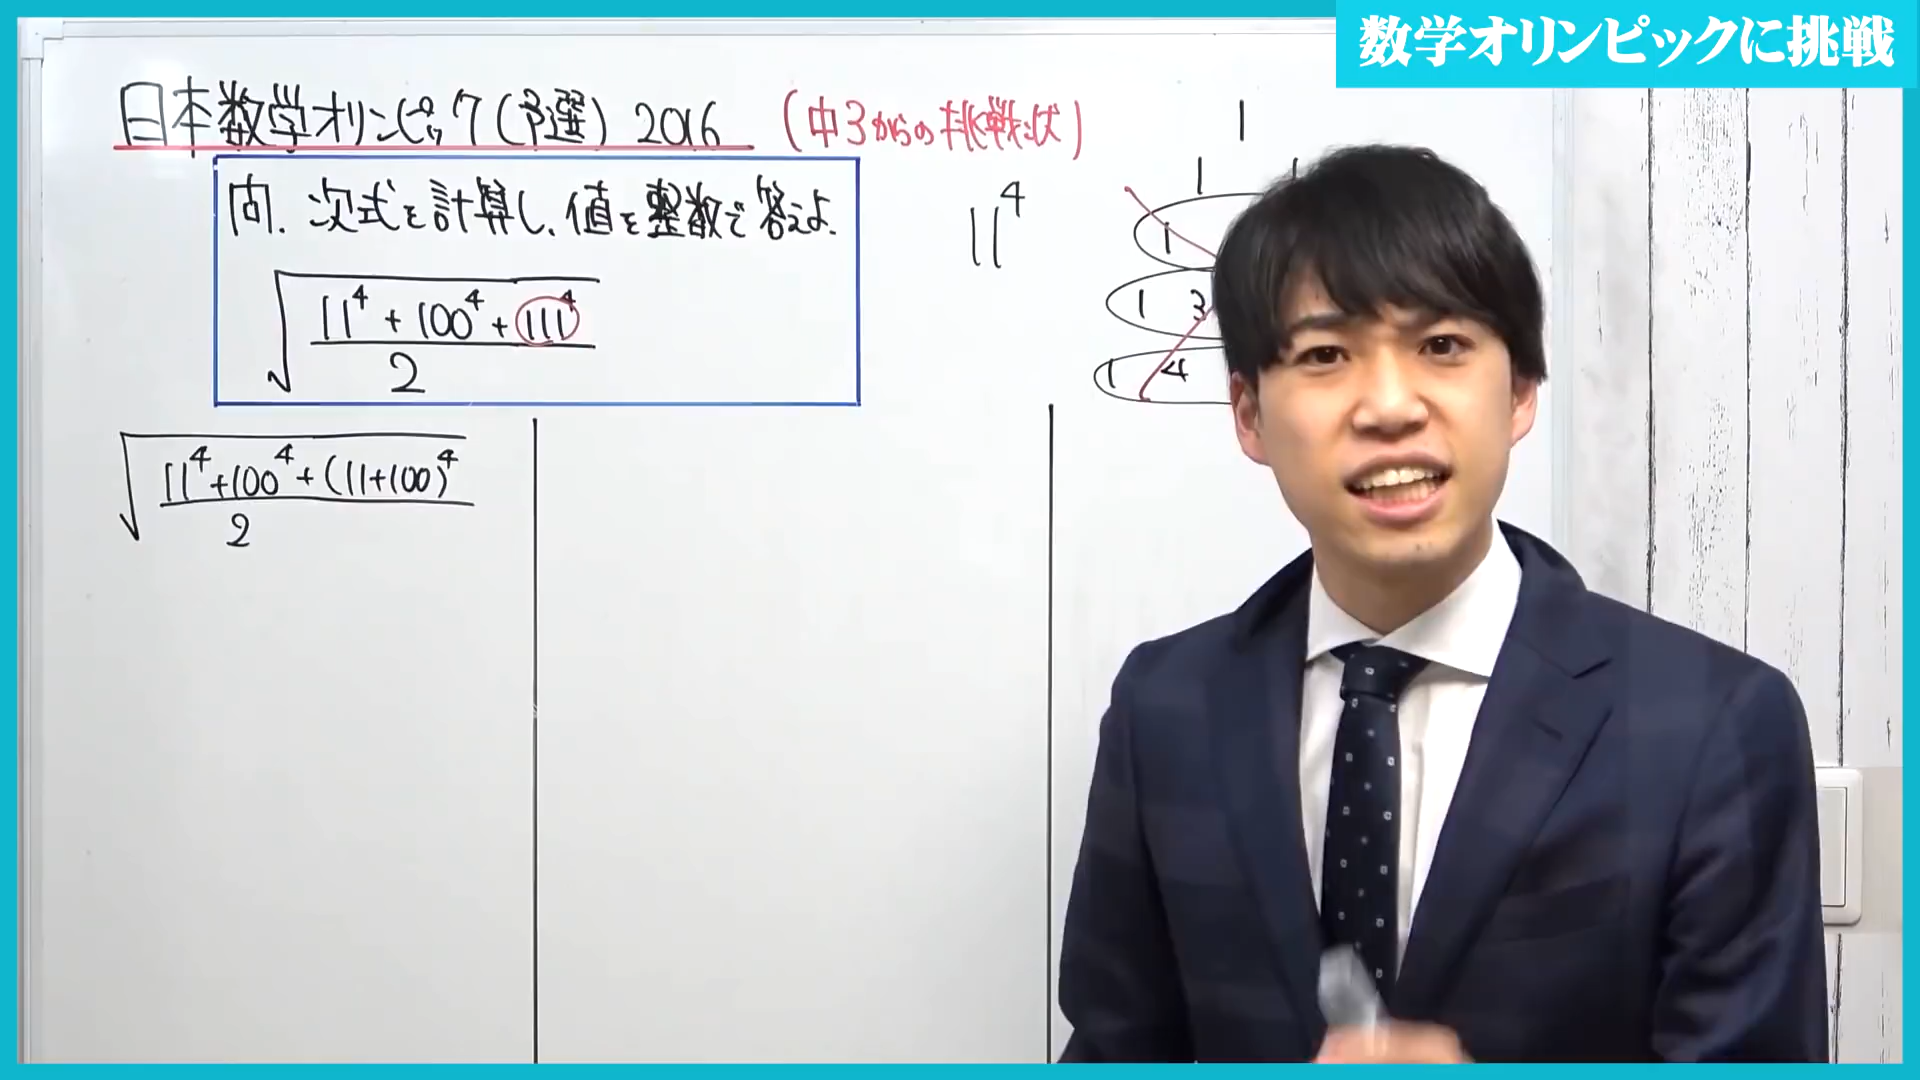 数学オリンピックに挑戦
日本数学オリンピック(予選) 2016 (中3からの挑戦状)
問. 次式を計算し、値を整数で答えよ.
√((11⁴+100⁴+111⁴)/2)
11⁴
1
1 1
1
1 3
1 4
√((11⁴+100⁴+(11+100)⁴)/2)